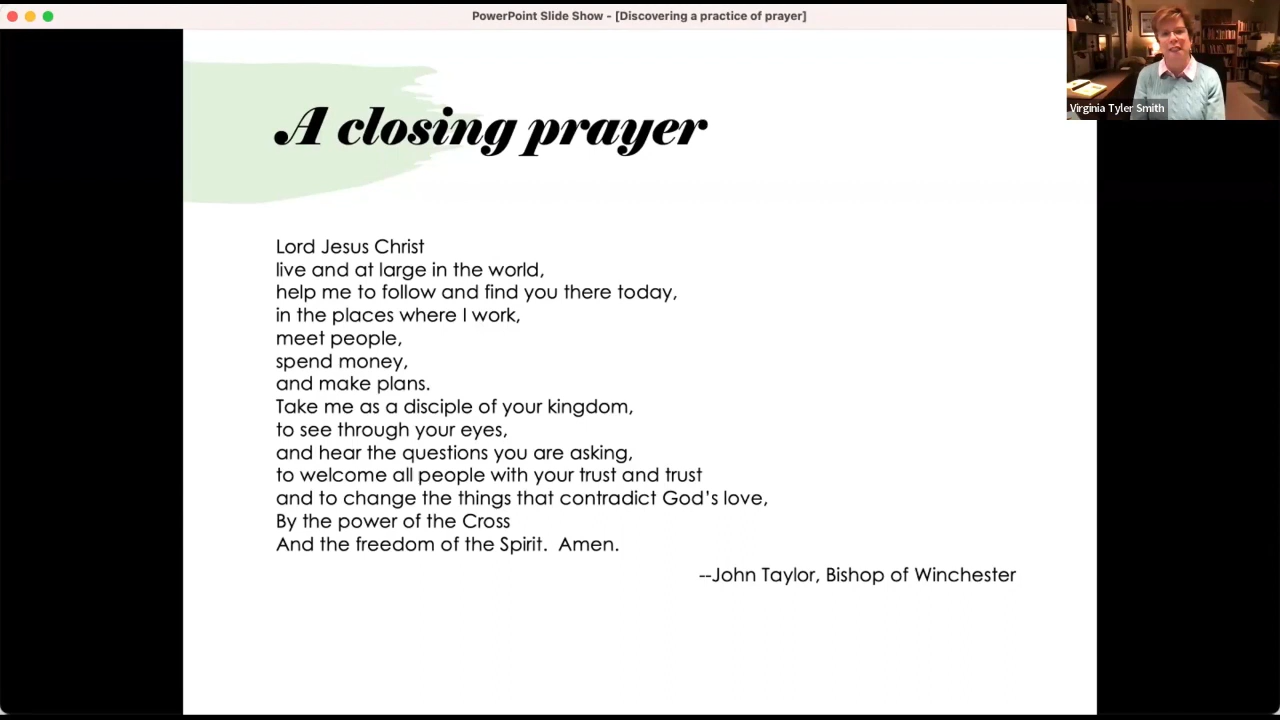 PowerPoint Slide Show - [Discovering a practice of prayer]
Virginia Tyler Smith
A closing prayer
Lord Jesus Christ
live and at large in the world,
help me to follow and find you there today,
in the places where I work,
meet people,
spend money,
and make plans.
Take me as a disciple of your kingdom,
to see through your eyes,
and hear the questions you are asking,
to welcome all people with your trust and trust
and to change the things that contradict God's love,
By the power of the Cross
And the freedom of the Spirit.  Amen.
--John Taylor, Bishop of Winchester